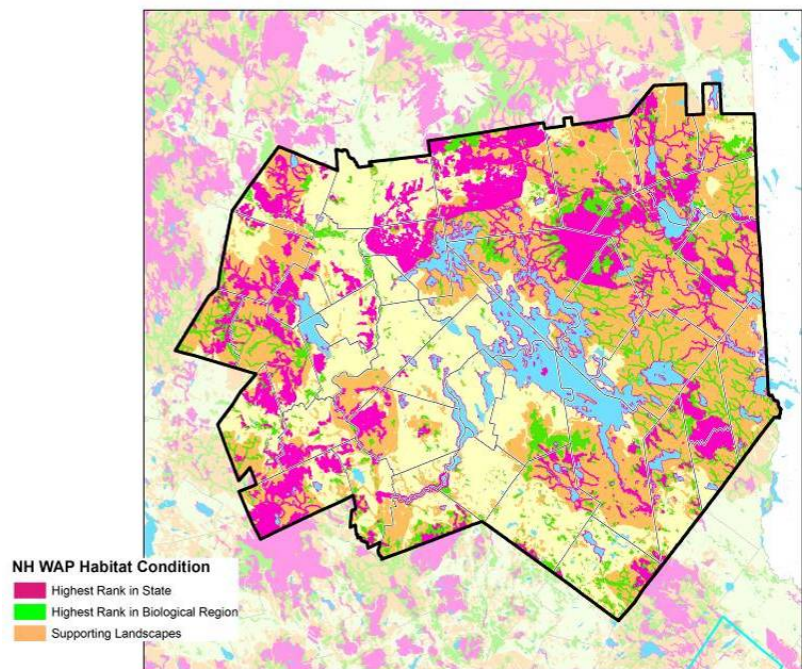 NH WAP Habitat Condition
Highest Rank in State
Highest Rank in Biological Region
Supporting Landscapes